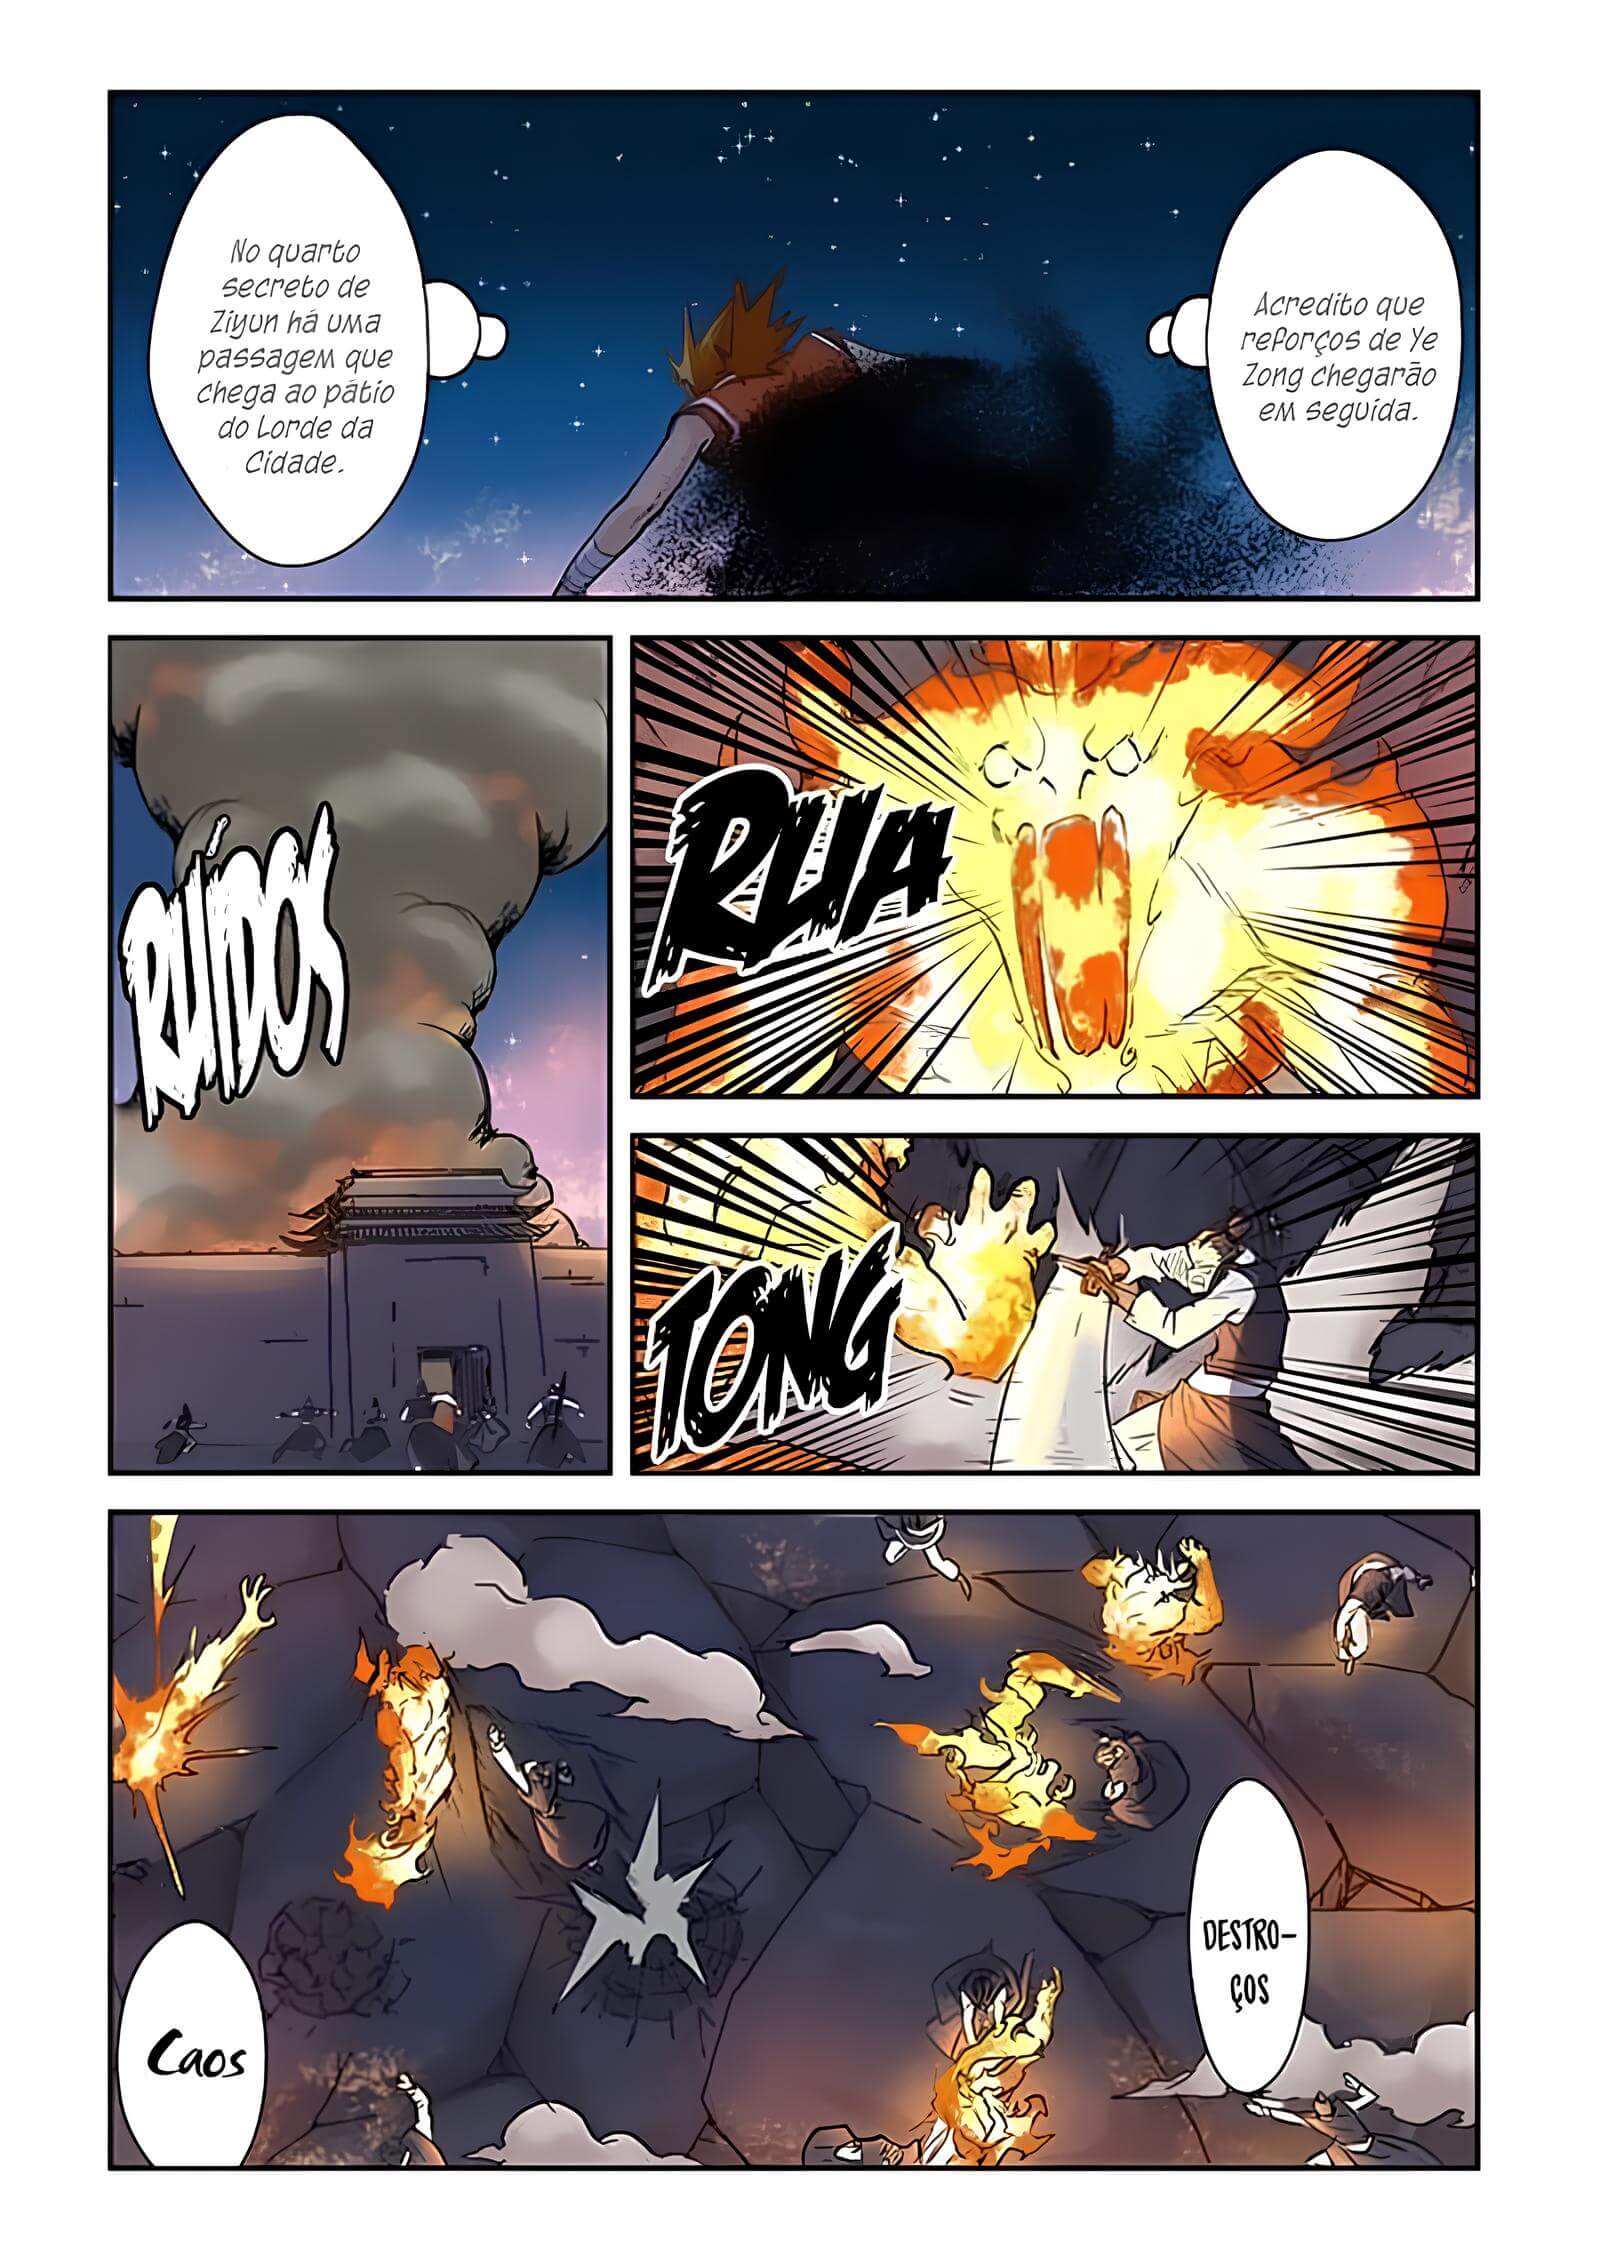 No quarto
secreto de
Ziyun há uma
passagem que
chega ao pátio
do Lorde da
Cidade.
Acredito que
reforços de Ye
Zong chegarão
em seguida.
RUÍDOS
RUA
TONG
DESTRO-
ÇOS
Caos